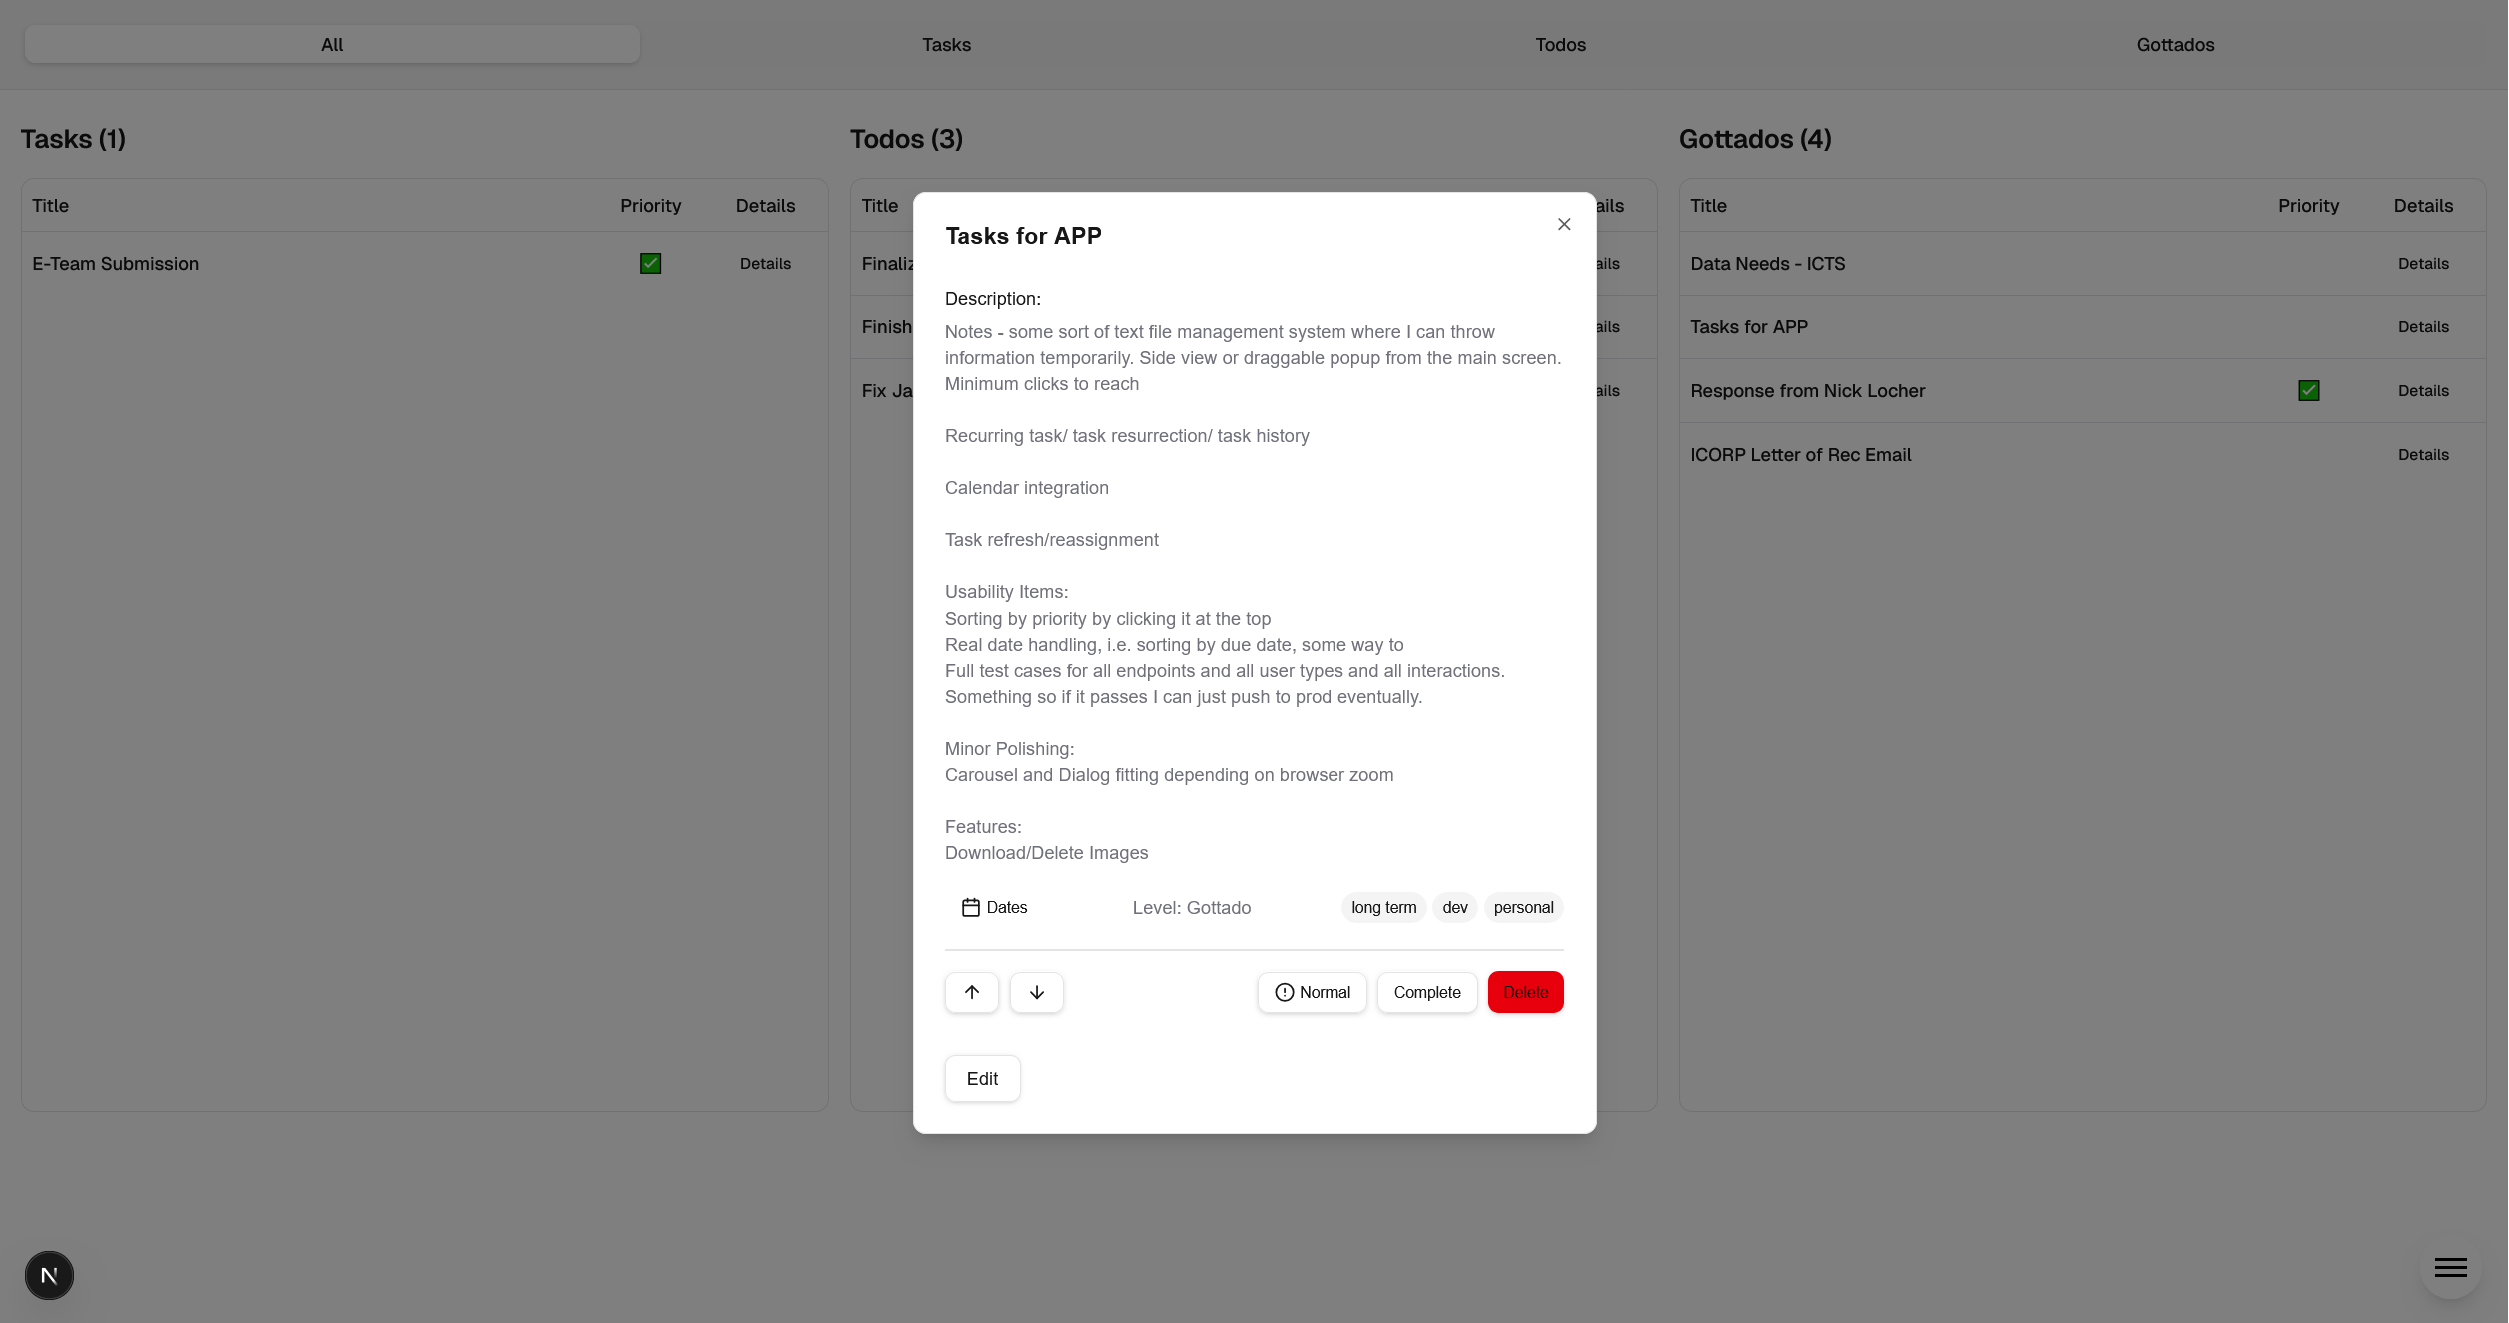 All
Tasks
Todos
Gottados
Tasks (1)
Title Priority Details
E-Team Submission Details
Todos (3)
Title
Finish
Fix
Gottados (4)
Title Priority Details
Data Needs - ICTS Details
Tasks for APP Details
Response from Nick Locher Details
ICORP Letter of Rec Email Details
Tasks for APP
Description:
Notes - some sort of text file management system where I can throw
information temporarily. Side view or draggable popup from the main screen.
Minimum clicks to reach
Recurring task/ task resurrection/ task history
Calendar integration
Task refresh/reassignment
Usability Items:
Sorting by priority by clicking it at the top
Real date handling, i.e. sorting by due date, some way to
Full test cases for all endpoints and all user types and all interactions.
Something so if it passes I can just push to prod eventually.
Minor Polishing:
Carousel and Dialog fitting depending on browser zoom
Features:
Download/Delete Images
Dates Level: Gottado long term dev personal
Normal Complete Delete
Edit
N